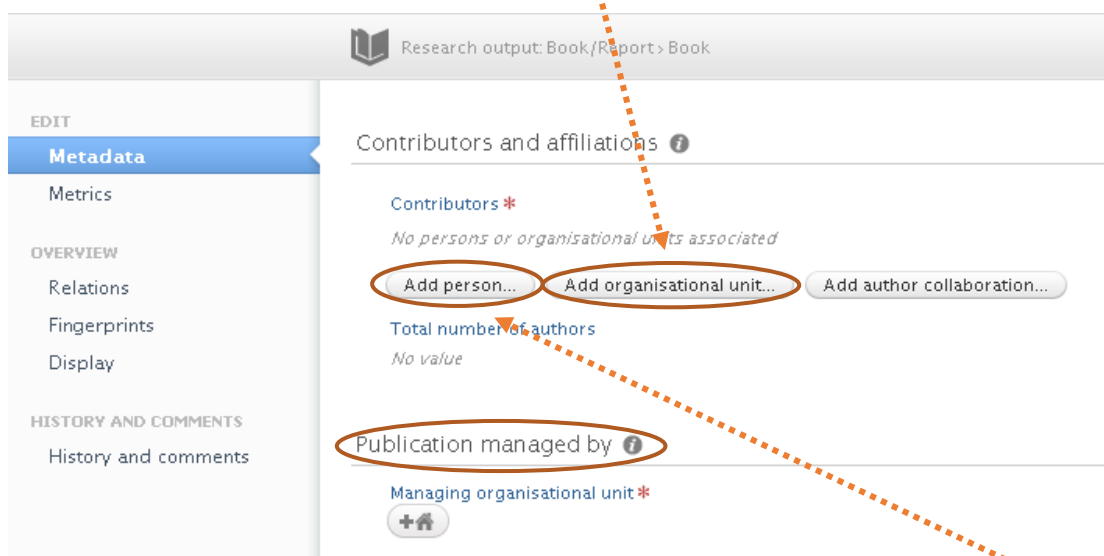 Research output: Book/Report > Book
EDIT
Metadata
Metrics
OVERVIEW
Relations
Fingerprints
Display
HISTORY AND COMMENTS
History and comments
Contributors and affiliations
Contributors *
No persons or organisational units associated
Add person... Add organisational unit... Add author collaboration...
Total number of authors
No value
Publication managed by
Managing organisational unit *